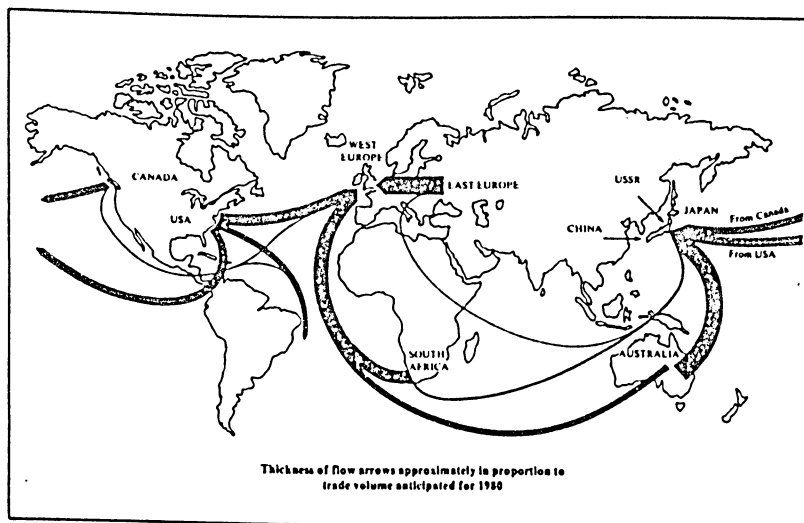 WEST
EUROPE
CANADA
EAST EUROPE
USSR
USA
JAPAN
From Canada
CHINA
From USA
SOUTH
AFRICA
AUSTRALIA
Thickness of flow arrows approximately in proportion to
trade volume anticipated for 1980